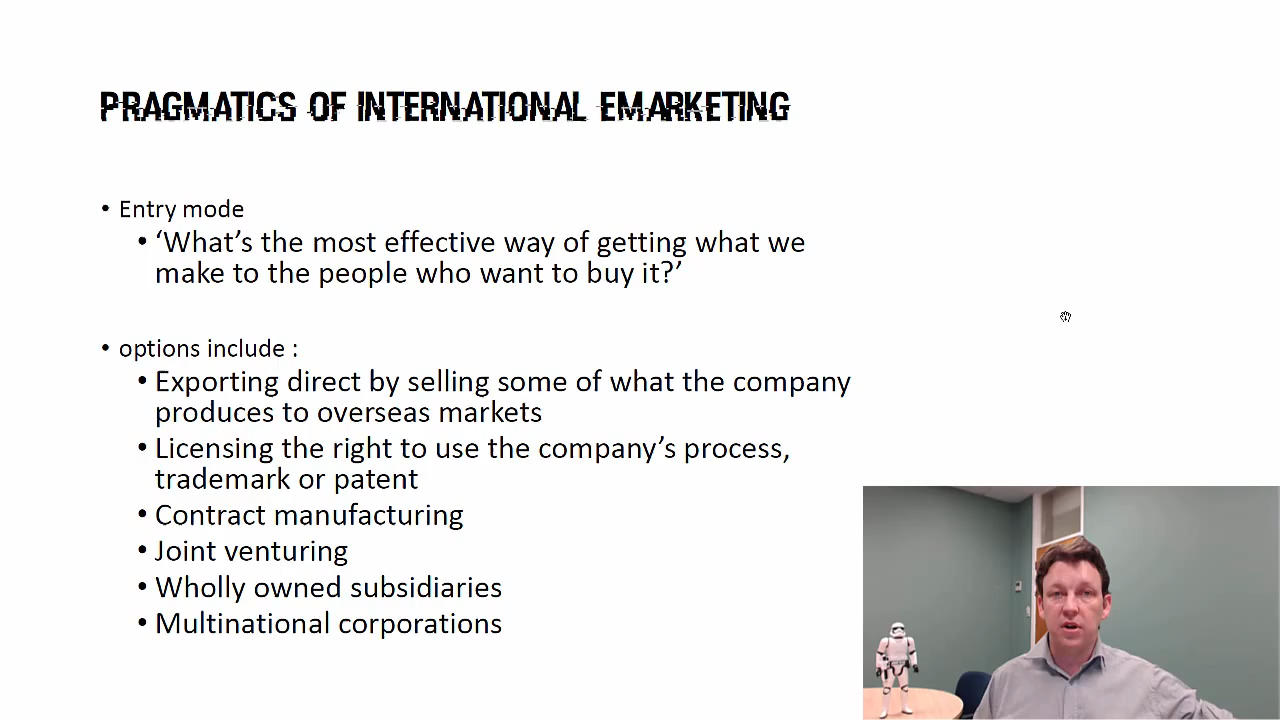 PRAGMATICS OF INTERNATIONAL EMARKETING
• Entry mode
• ‘What’s the most effective way of getting what we
make to the people who want to buy it?’
• options include :
• Exporting direct by selling some of what the company
produces to overseas markets
• Licensing the right to use the company’s process,
trademark or patent
• Contract manufacturing
• Joint venturing
• Wholly owned subsidiaries
• Multinational corporations